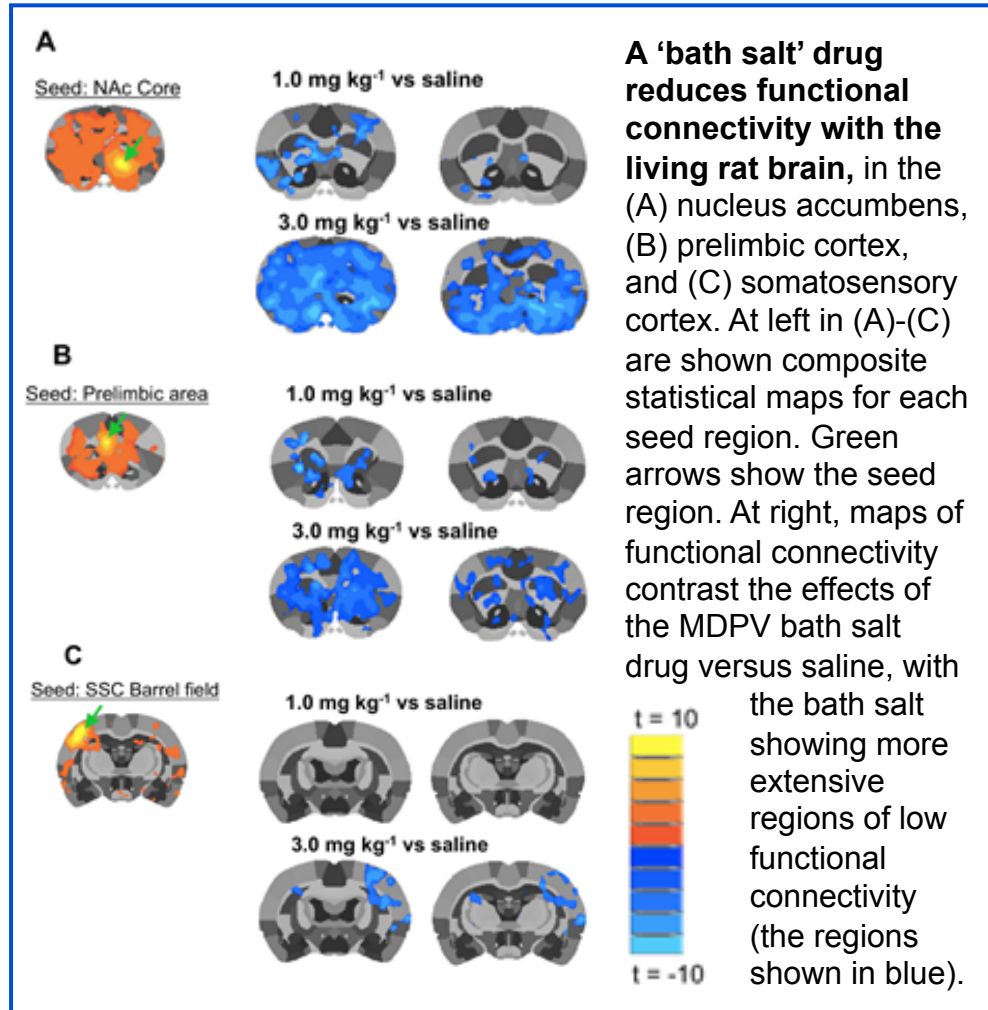 A
Seed: NAc Core
1.0 mg kg⁻¹ vs saline
3.0 mg kg⁻¹ vs saline
B
Seed: Prelimbic area
1.0 mg kg⁻¹ vs saline
3.0 mg kg⁻¹ vs saline
C
Seed: SSC Barrel field
1.0 mg kg⁻¹ vs saline
3.0 mg kg⁻¹ vs saline
A ‘bath salt’ drug
reduces functional
connectivity with the
living rat brain, in the
(A) nucleus accumbens,
(B) prelimbic cortex,
and (C) somatosensory
cortex. At left in (A)-(C)
are shown composite
statistical maps for each
seed region. Green
arrows show the seed
region. At right, maps of
functional connectivity
contrast the effects of
the MDPV bath salt
drug versus saline, with
the bath salt
showing more
extensive
regions of low
functional
connectivity
(the regions
shown in blue).
t = 10
t = -10